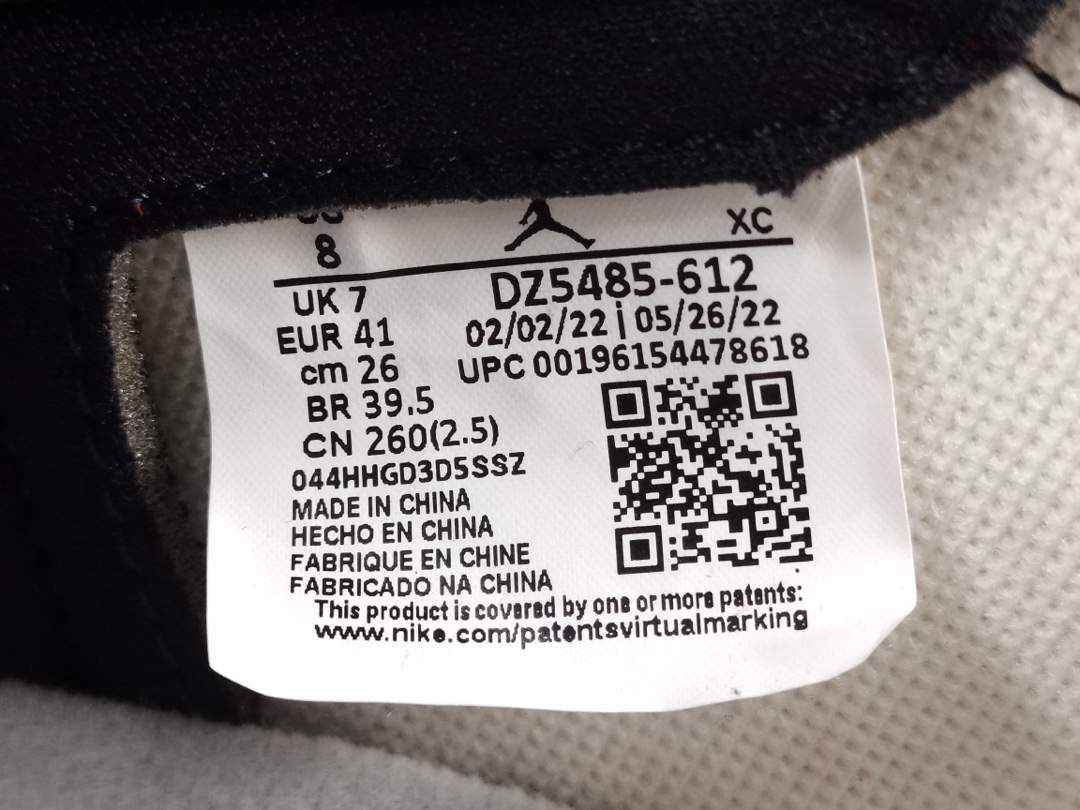 8
XC
UK 7
EUR 41
cm 26
BR 39.5
CN 260(2.5)
DZ5485-612
02/02/22 | 05/26/22
UPC 00196154478618
044HHGD3D5SSZ
MADE IN CHINA
HECHO EN CHINA
FABRIQUE EN CHINE
FABRICADO NA CHINA
This product is covered by one or more patents:
www.nike.com/patentsvirtualmarking